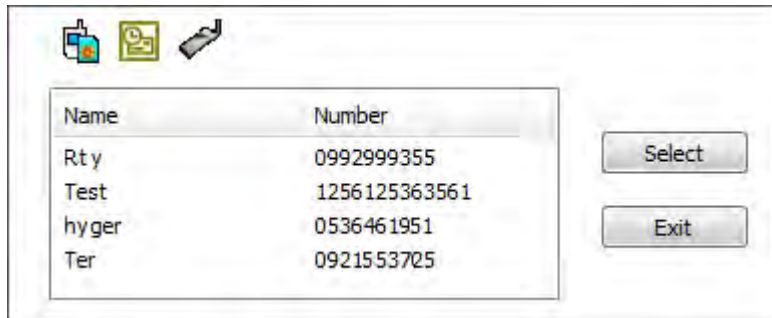 Name Number
Rty 0992999355
Select
Test 1256125363561
hyger 0536461951
Exit
Ter 0921553725